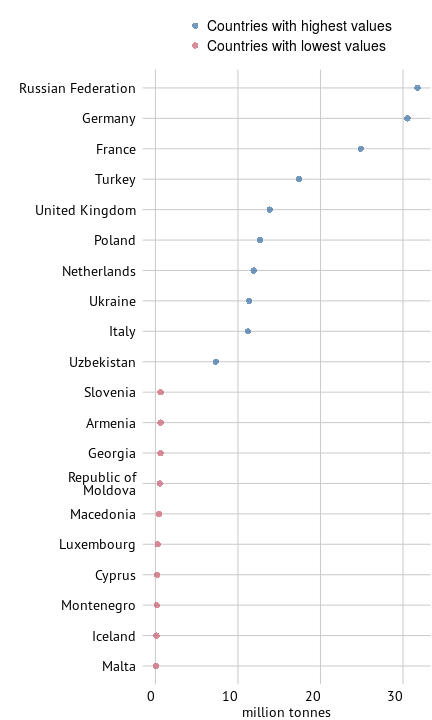 Countries with highest values
Countries with lowest values
Russian Federation
Germany
France
Turkey
United Kingdom
Poland
Netherlands
Ukraine
Italy
Uzbekistan
Slovenia
Armenia
Georgia
Republic of
Moldova
Macedonia
Luxembourg
Cyprus
Montenegro
Iceland
Malta
0 10 20 30
million tonnes